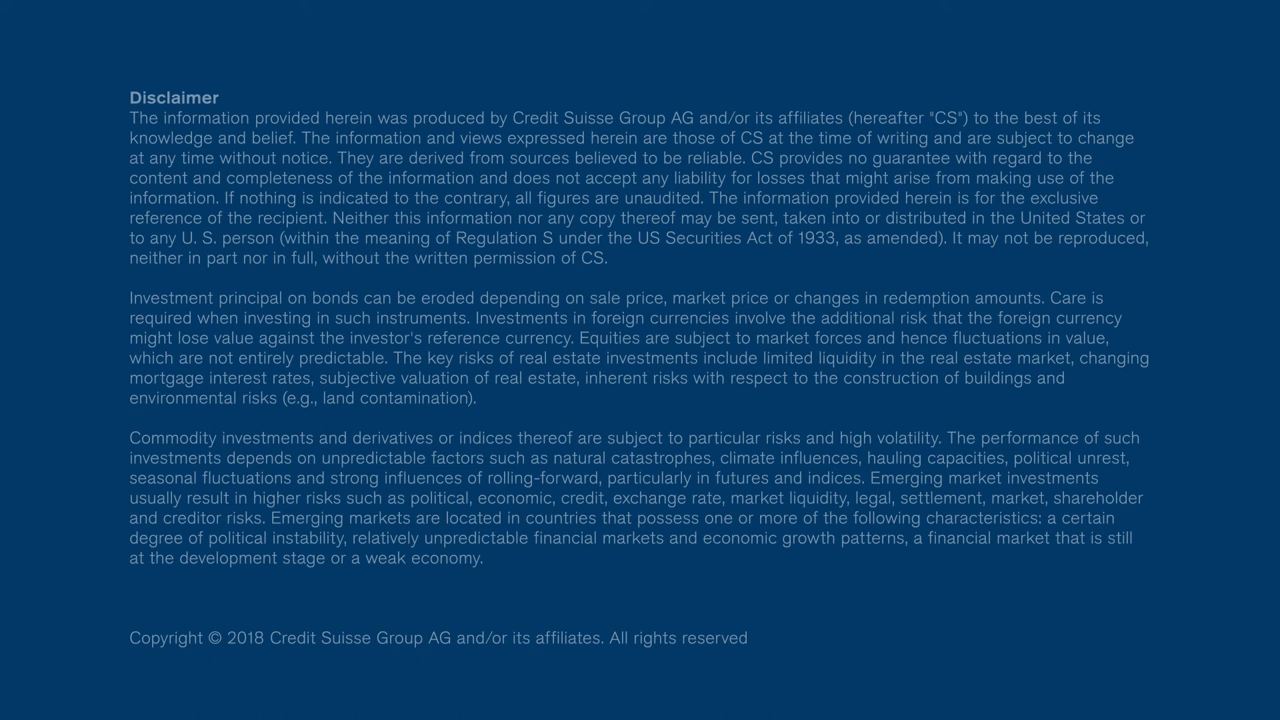 Disclaimer
The information provided herein was produced by Credit Suisse Group AG and/or its affiliates (hereafter "CS") to the best of its
knowledge and belief. The information and views expressed herein are those of CS at the time of writing and are subject to change
at any time without notice. They are derived from sources believed to be reliable. CS provides no guarantee with regard to the
content and completeness of the information and does not accept any liability for losses that might arise from making use of the
information. If nothing is indicated to the contrary, all figures are unaudited. The information provided herein is for the exclusive
reference of the recipient. Neither this information nor any copy thereof may be sent, taken into or distributed in the United States or
to any U. S. person (within the meaning of Regulation S under the US Securities Act of 1933, as amended). It may not be reproduced,
neither in part nor in full, without the written permission of CS.
Investment principal on bonds can be eroded depending on sale price, market price or changes in redemption amounts. Care is
required when investing in such instruments. Investments in foreign currencies involve the additional risk that the foreign currency
might lose value against the investor's reference currency. Equities are subject to market forces and hence fluctuations in value,
which are not entirely predictable. The key risks of real estate investments include limited liquidity in the real estate market, changing
mortgage interest rates, subjective valuation of real estate, inherent risks with respect to the construction of buildings and
environmental risks (e.g., land contamination).
Commodity investments and derivatives or indices thereof are subject to particular risks and high volatility. The performance of such
investments depends on unpredictable factors such as natural catastrophes, climate influences, hauling capacities, political unrest,
seasonal fluctuations and strong influences of rolling-forward, particularly in futures and indices. Emerging market investments
usually result in higher risks such as political, economic, credit, exchange rate, market liquidity, legal, settlement, market, shareholder
and creditor risks. Emerging markets are located in countries that possess one or more of the following characteristics: a certain
degree of political instability, relatively unpredictable financial markets and economic growth patterns, a financial market that is still
at the development stage or a weak economy.
Copyright © 2018 Credit Suisse Group AG and/or its affiliates. All rights reserved